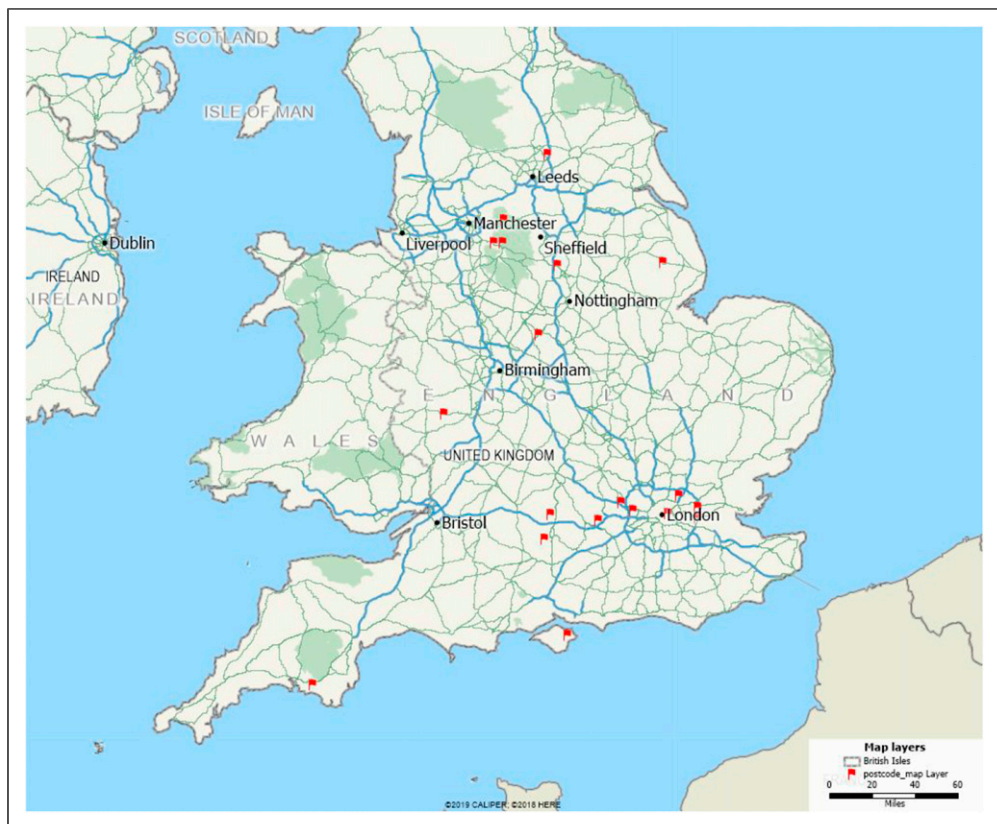 SCOTLAND
ISLE OF MAN
Leeds
Manchester
Liverpool
Sheffield
Dublin
IRELAND
IRELAND
Nottingham
Birmingham
E N G L A N D
W A L E S
UNITED KINGDOM
London
Bristol
Map layers
British Isles
postcode_map Layer
0 20 40 60
Miles
©2019 CALIPER; ©2018 HERE